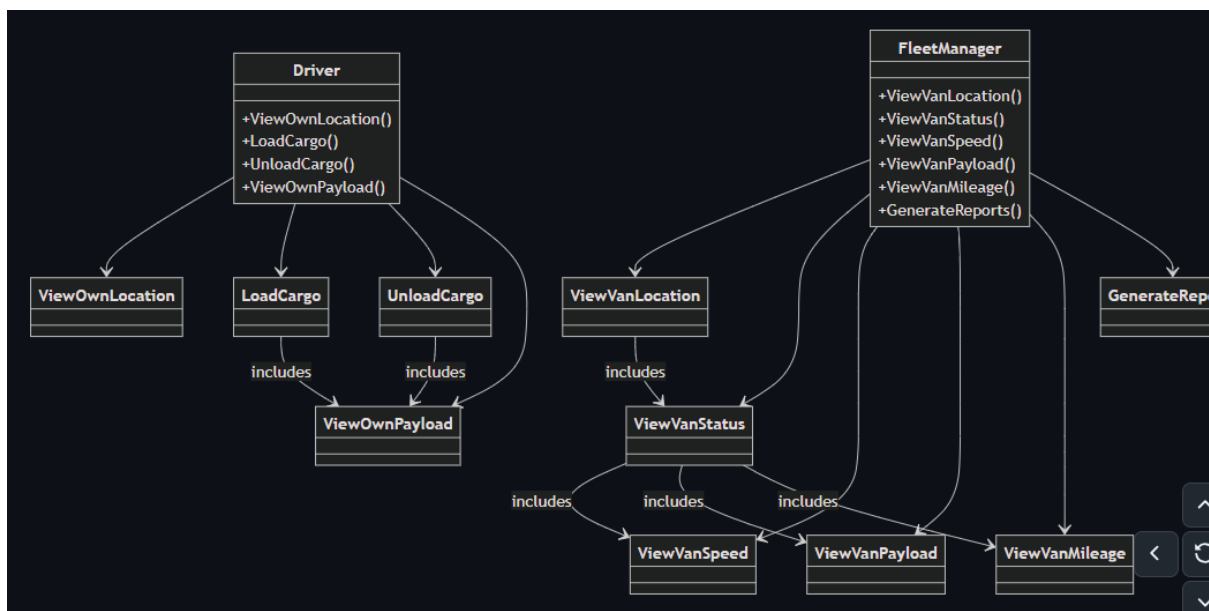 Driver
+ViewOwnLocation()
+LoadCargo()
+UnloadCargo()
+ViewOwnPayload()
FleetManager
+ViewVanLocation()
+ViewVanStatus()
+ViewVanSpeed()
+ViewVanPayload()
+ViewVanMileage()
+GenerateReports()
ViewOwnLocation
LoadCargo
UnloadCargo
ViewVanLocation
GenerateRepo
includes
includes
includes
ViewOwnPayload
ViewVanStatus
includes
includes
includes
ViewVanSpeed
ViewVanPayload
ViewVanMileage